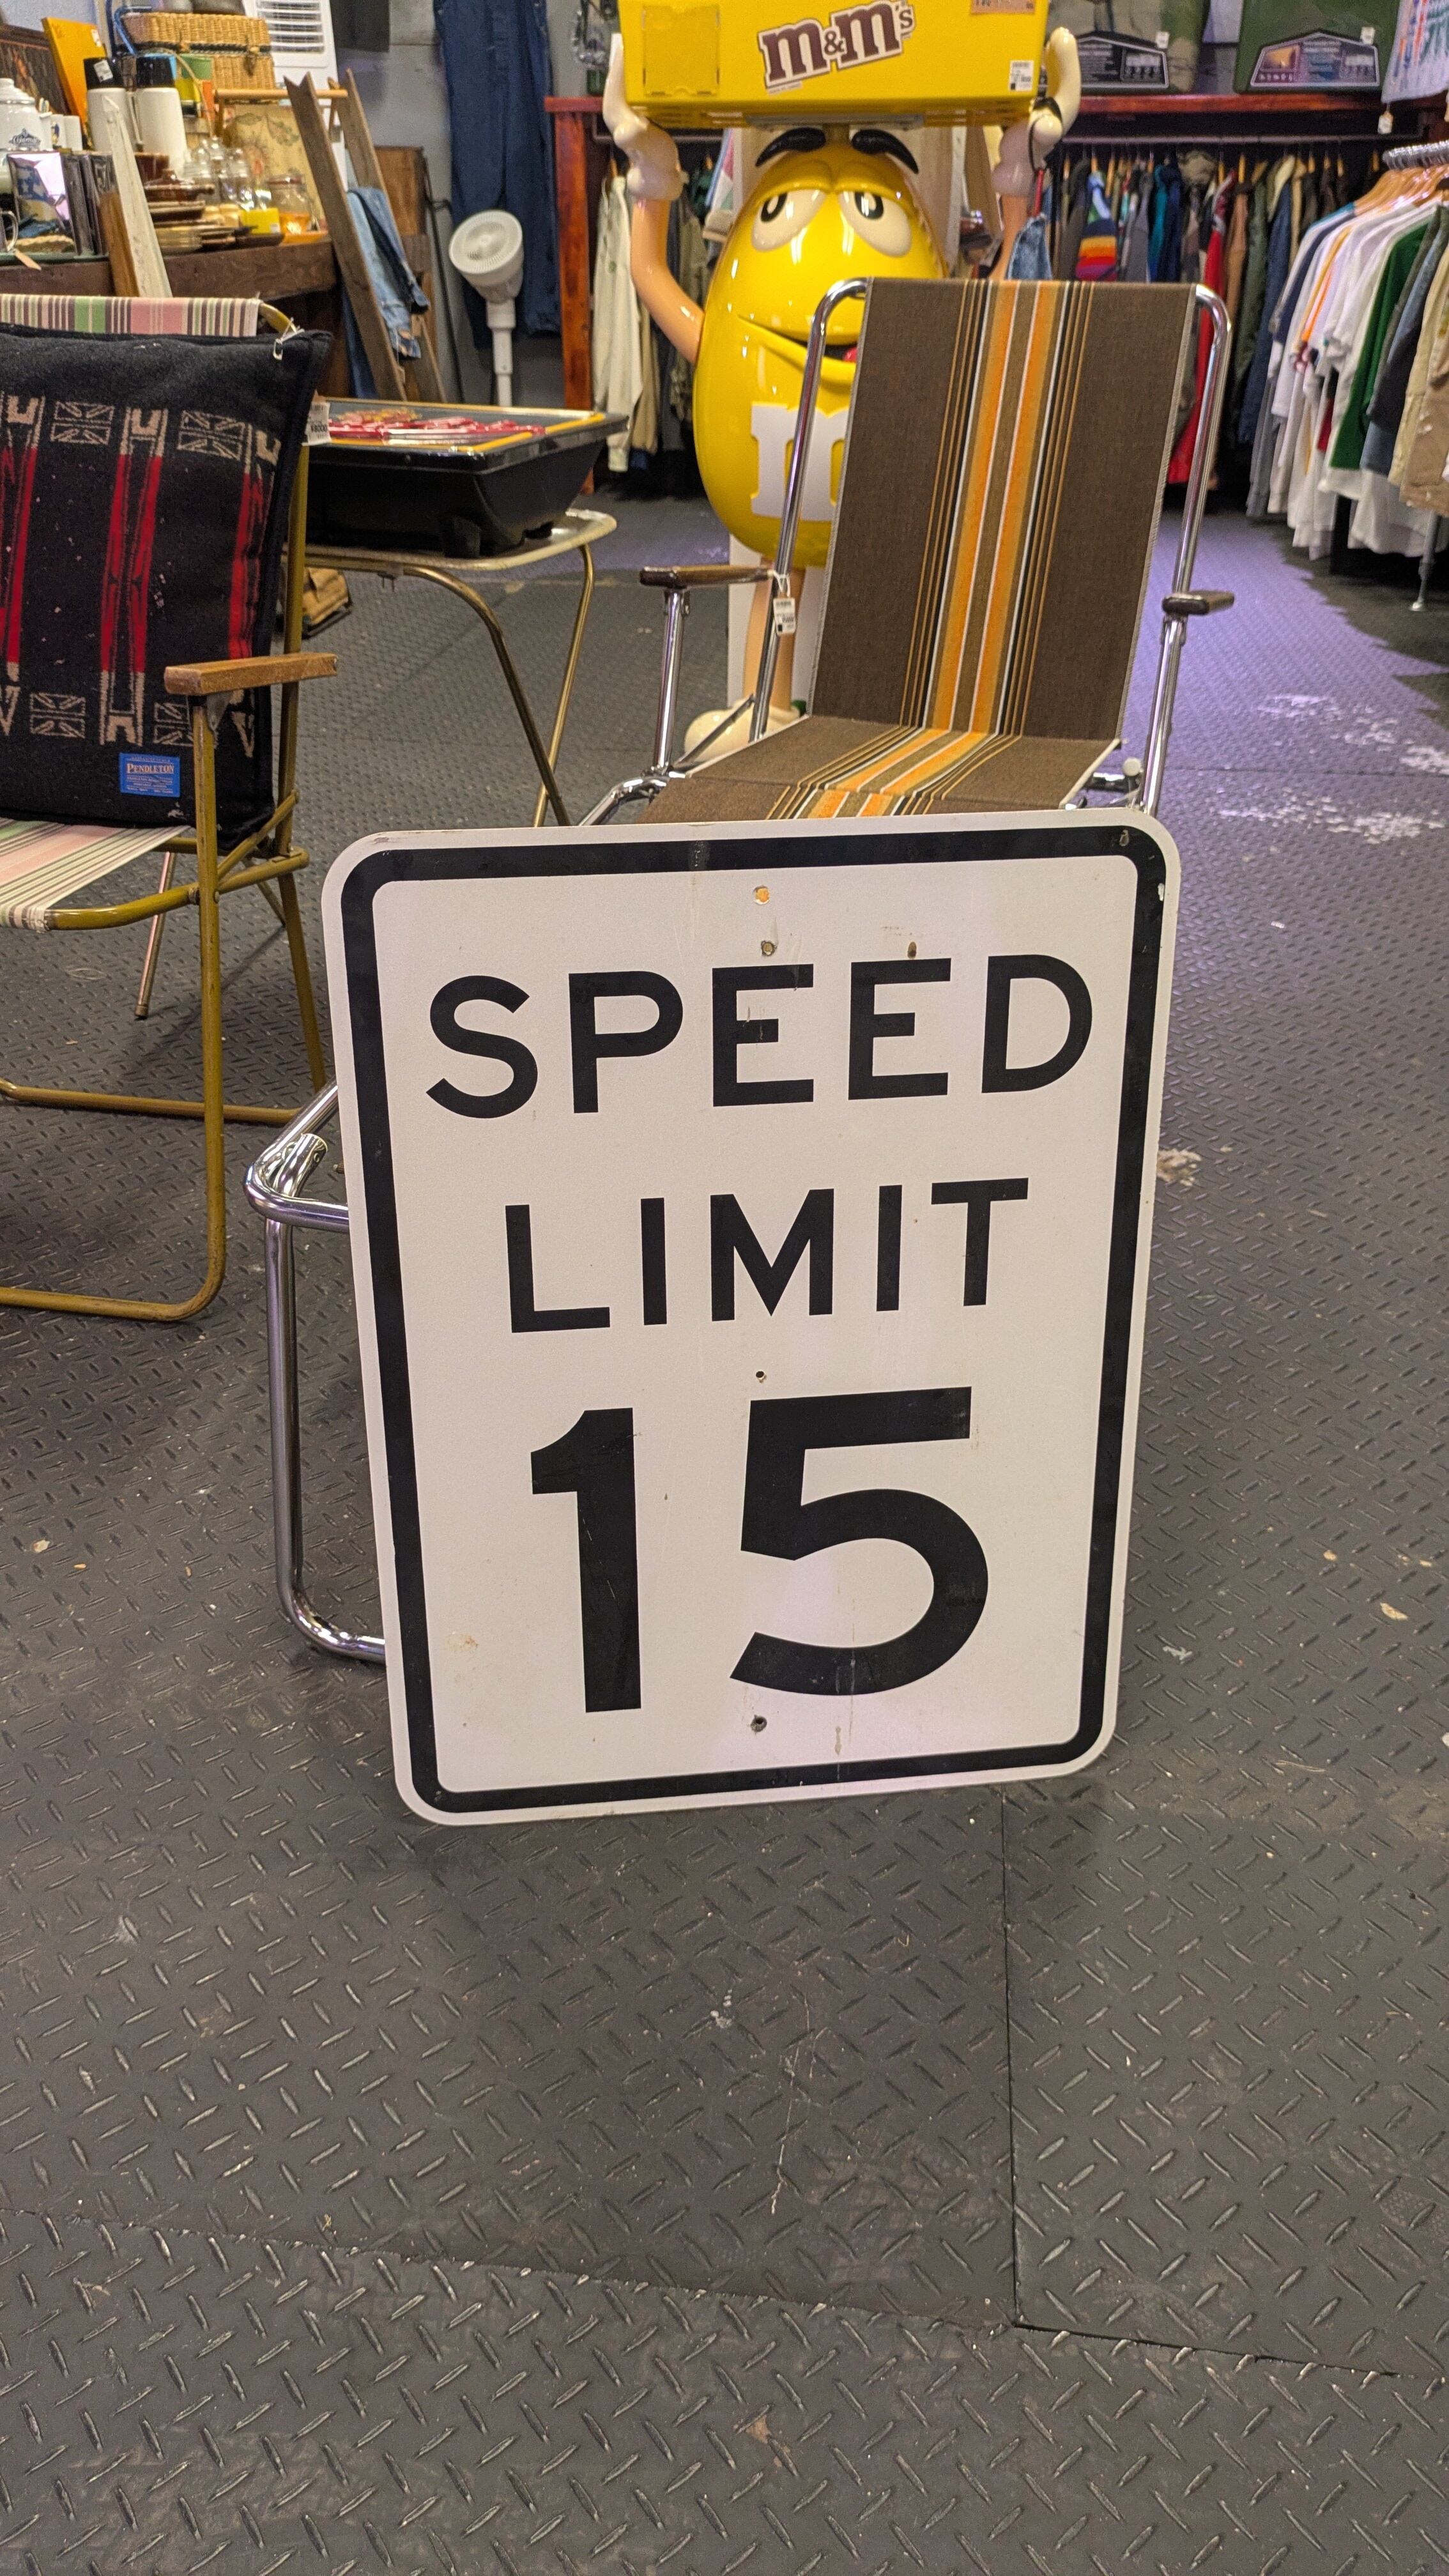 m&m's
m
PENDLETON
SPEED
LIMIT
15